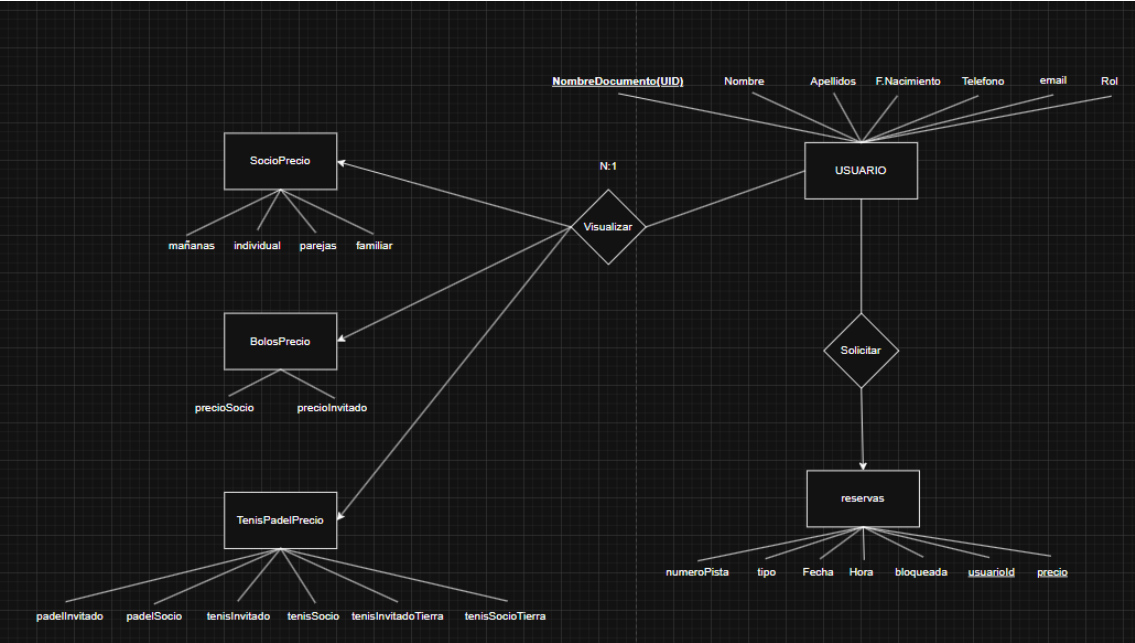 NombreDocumento(UID) Nombre Apellidos F.Nacimiento Telefono email Rol
SocioPrecio
N:1
USUARIO
Visualizar
mañanas individual parejas familiar
BolosPrecio
Solicitar
precioSocio precioInvitado
TenisPadelPrecio
reservas
numeroPista tipo Fecha Hora bloqueada usuarioId precio
padelInvitado padelSocio tenisInvitado tenisSocio tenisInvitadoTierra tenisSocioTierra